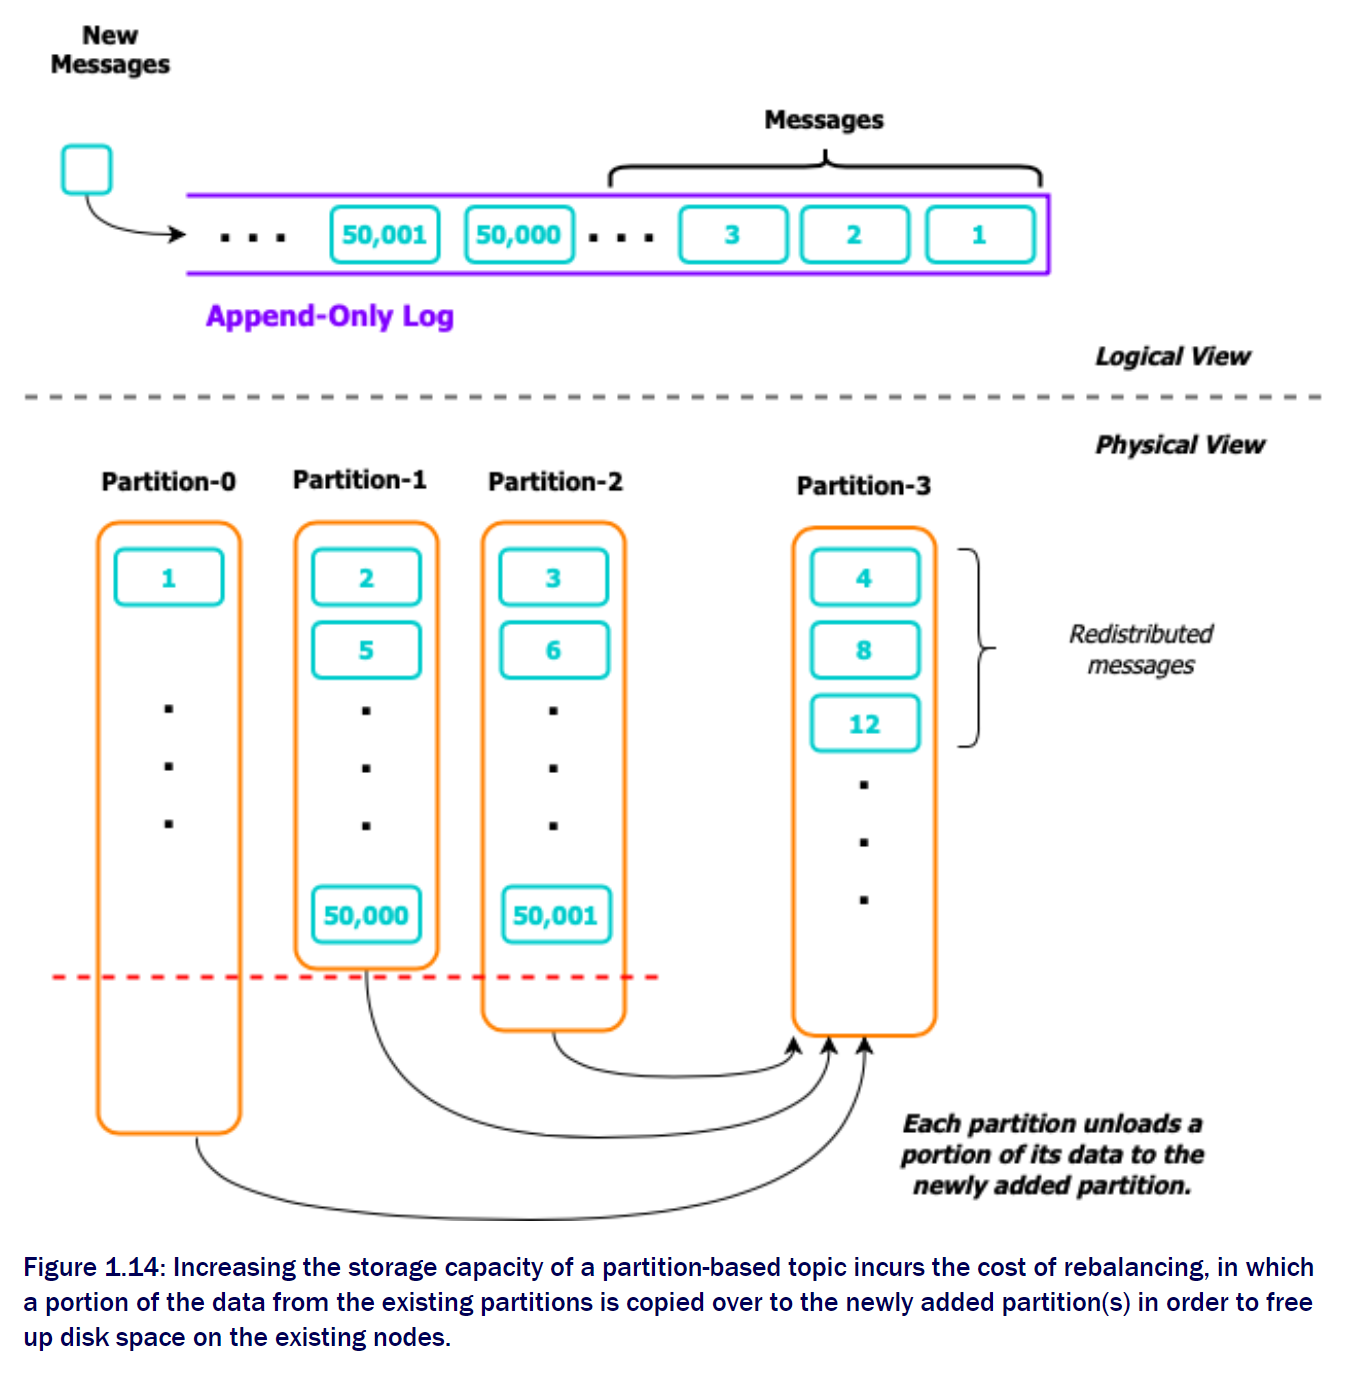 New
Messages
Messages
50,001
50,000
3
2
1
Append-Only Log
Logical View
Physical View
Partition-0
Partition-1
Partition-2
Partition-3
1
2
3
4
5
6
8
Redistributed
messages
12
50,000
50,001
Each partition unloads a
portion of its data to the
newly added partition.
Figure 1.14: Increasing the storage capacity of a partition-based topic incurs the cost of rebalancing, in which
a portion of the data from the existing partitions is copied over to the newly added partition(s) in order to free
up disk space on the existing nodes.